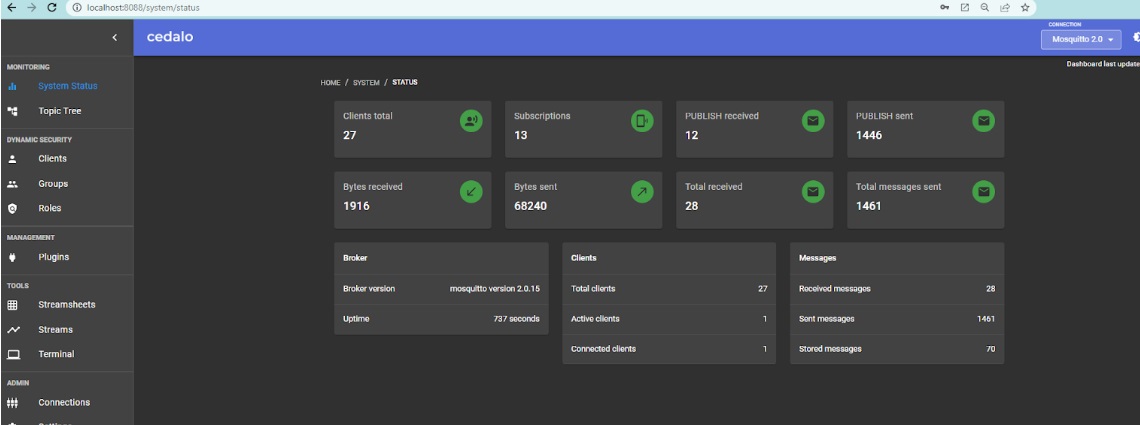 localhost:8088/system/status
cedalo
CONNECTION
Mosquitto 2.0
Dashboard last update
MONITORING
System Status
Topic Tree
DYNAMIC SECURITY
Clients
Groups
Roles
MANAGEMENT
Plugins
TOOLS
Streamsheets
Streams
Terminal
ADMIN
Connections
HOME / SYSTEM / STATUS
Clients total
27
Subscriptions
13
PUBLISH received
12
PUBLISH sent
1446
Bytes received
1916
Bytes sent
68240
Total received
28
Total messages sent
1461
Broker
Broker version mosquitto version 2.0.15
Uptime 737 seconds
Clients
Total clients 27
Active clients 1
Connected clients 1
Messages
Received messages 28
Sent messages 1461
Stored messages 70